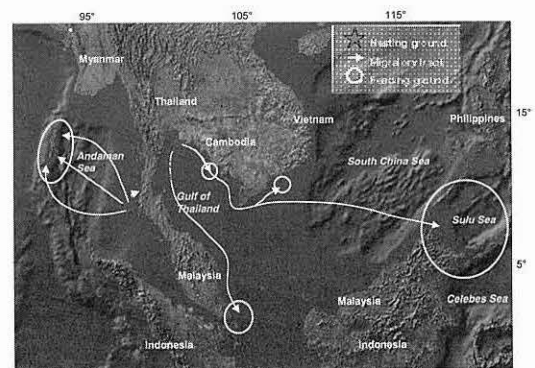 95° 105° 115°
Nesting ground
Migratory track
Feeding ground
Myanmar
Thailand
Philippines
15°
Vietnam
Cambodia
Andaman
Sea
South China Sea
Gulf of
Thailand
Sulu Sea
Malaysia
5°
Malaysia
Celebes Sea
Indonesia
Indonesia